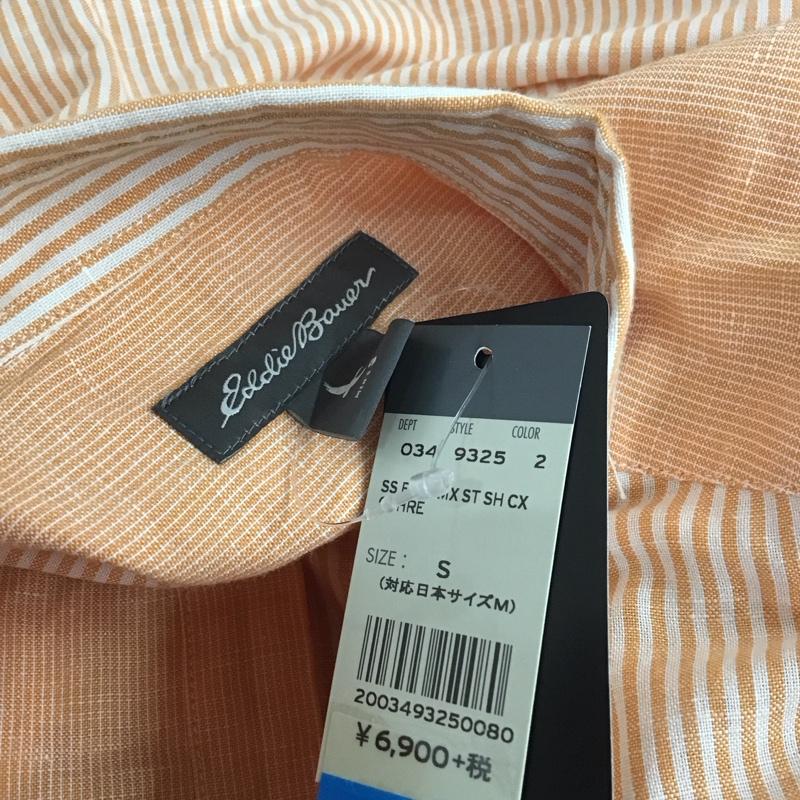 Eddie Bauer
DEPT STYLE COLOR
034 9325 2
SS MX ST SH CX
SIZE : S
(対応日本サイズM)
2003493250080
¥6,900+税